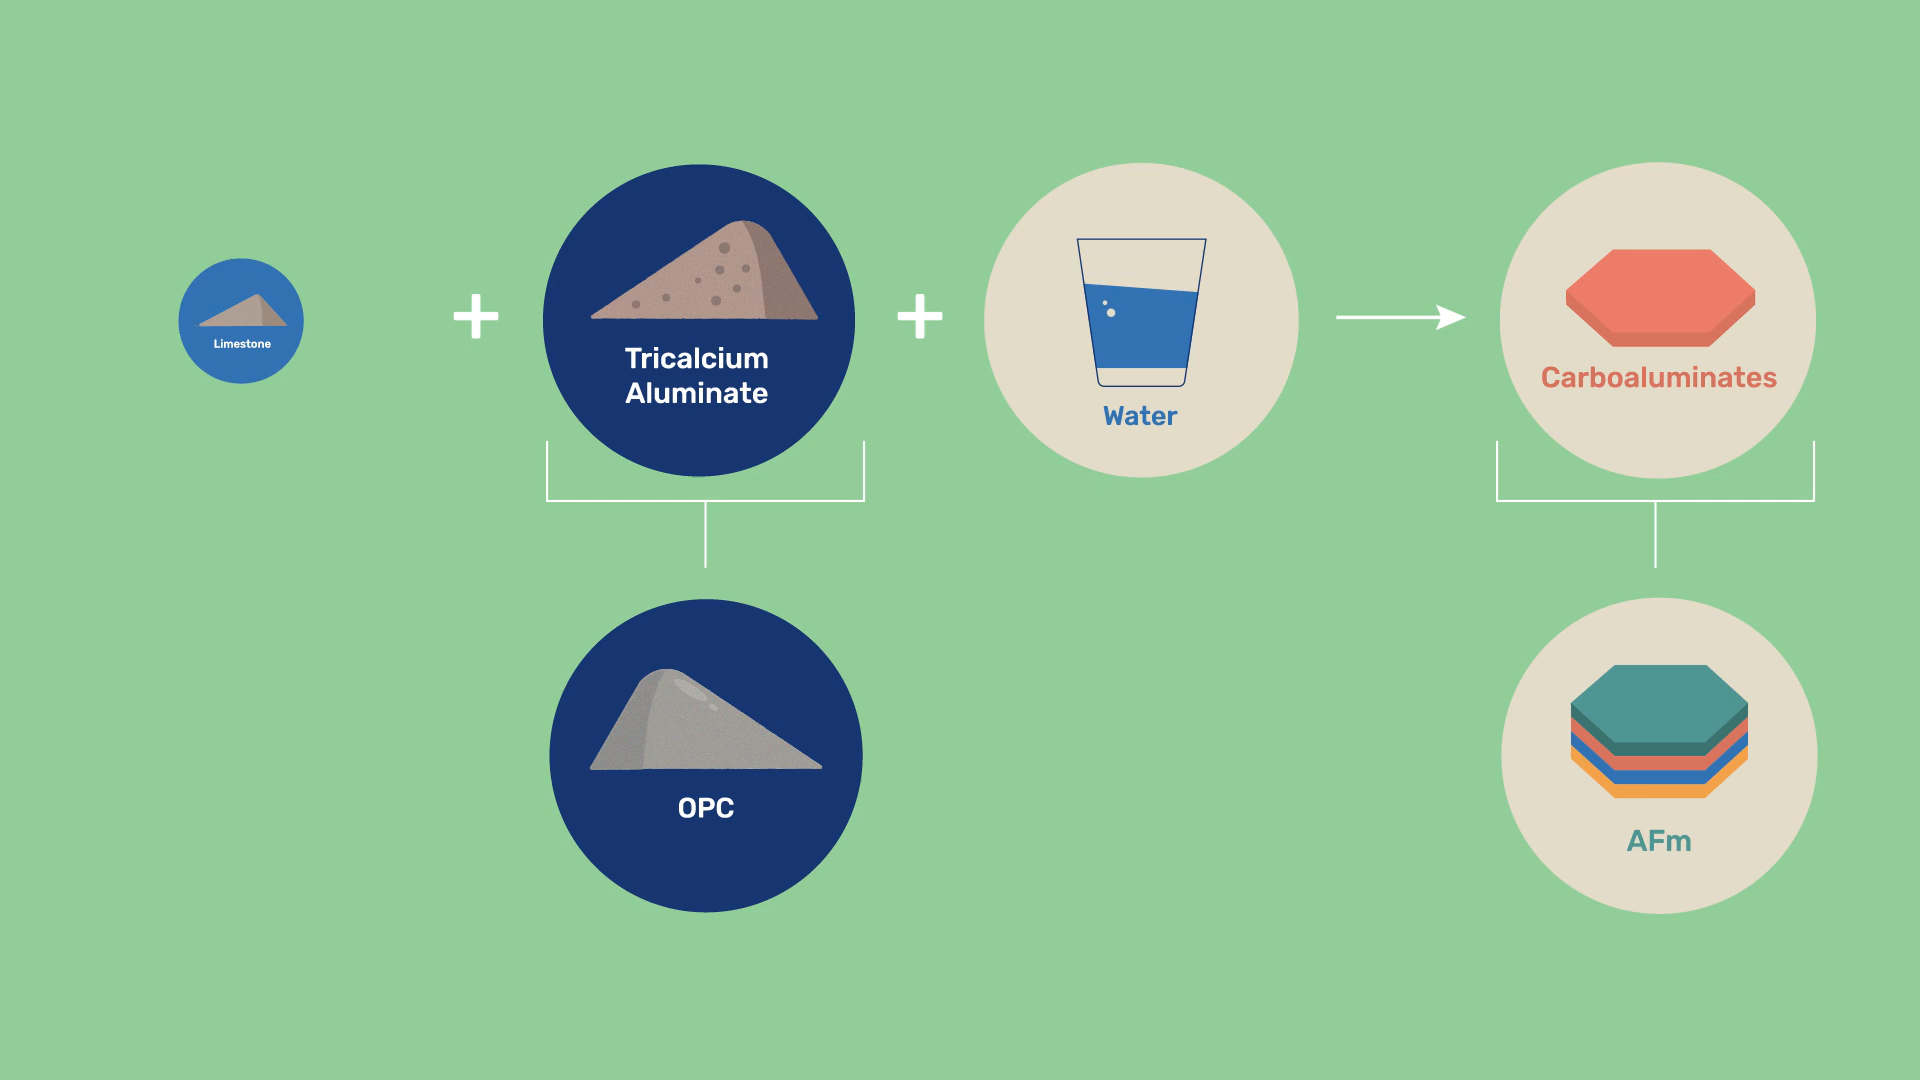 Limestone
Tricalcium
Aluminate
Water
Carboaluminates
OPC
AFm